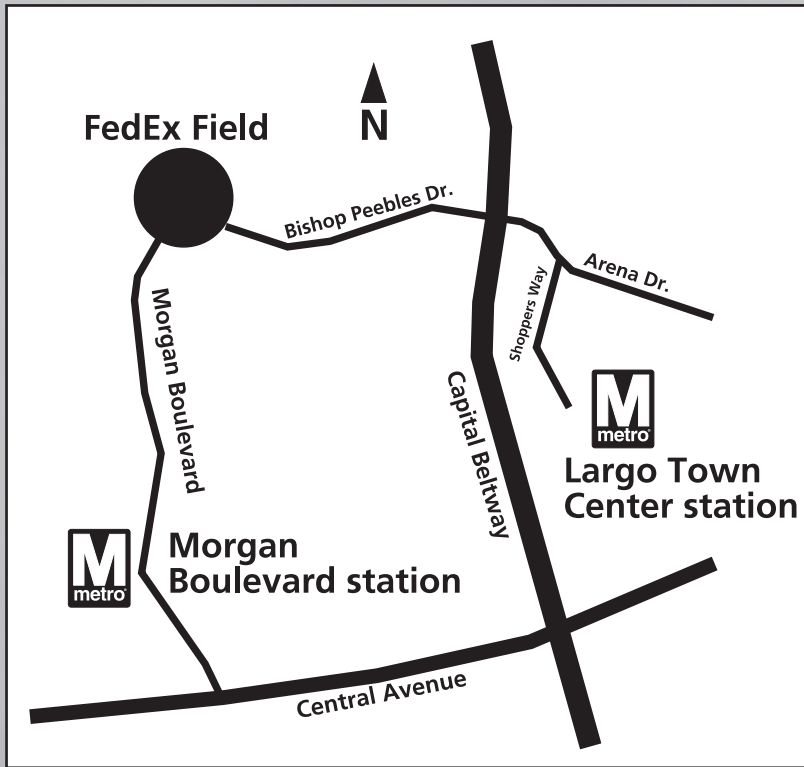 N
FedEx Field
Bishop Peebles Dr.
Arena Dr.
Shoppers Way
Morgan Boulevard
Capital Beltway
M
metro
Largo Town
Center station
M
metro
Morgan
Boulevard station
Central Avenue